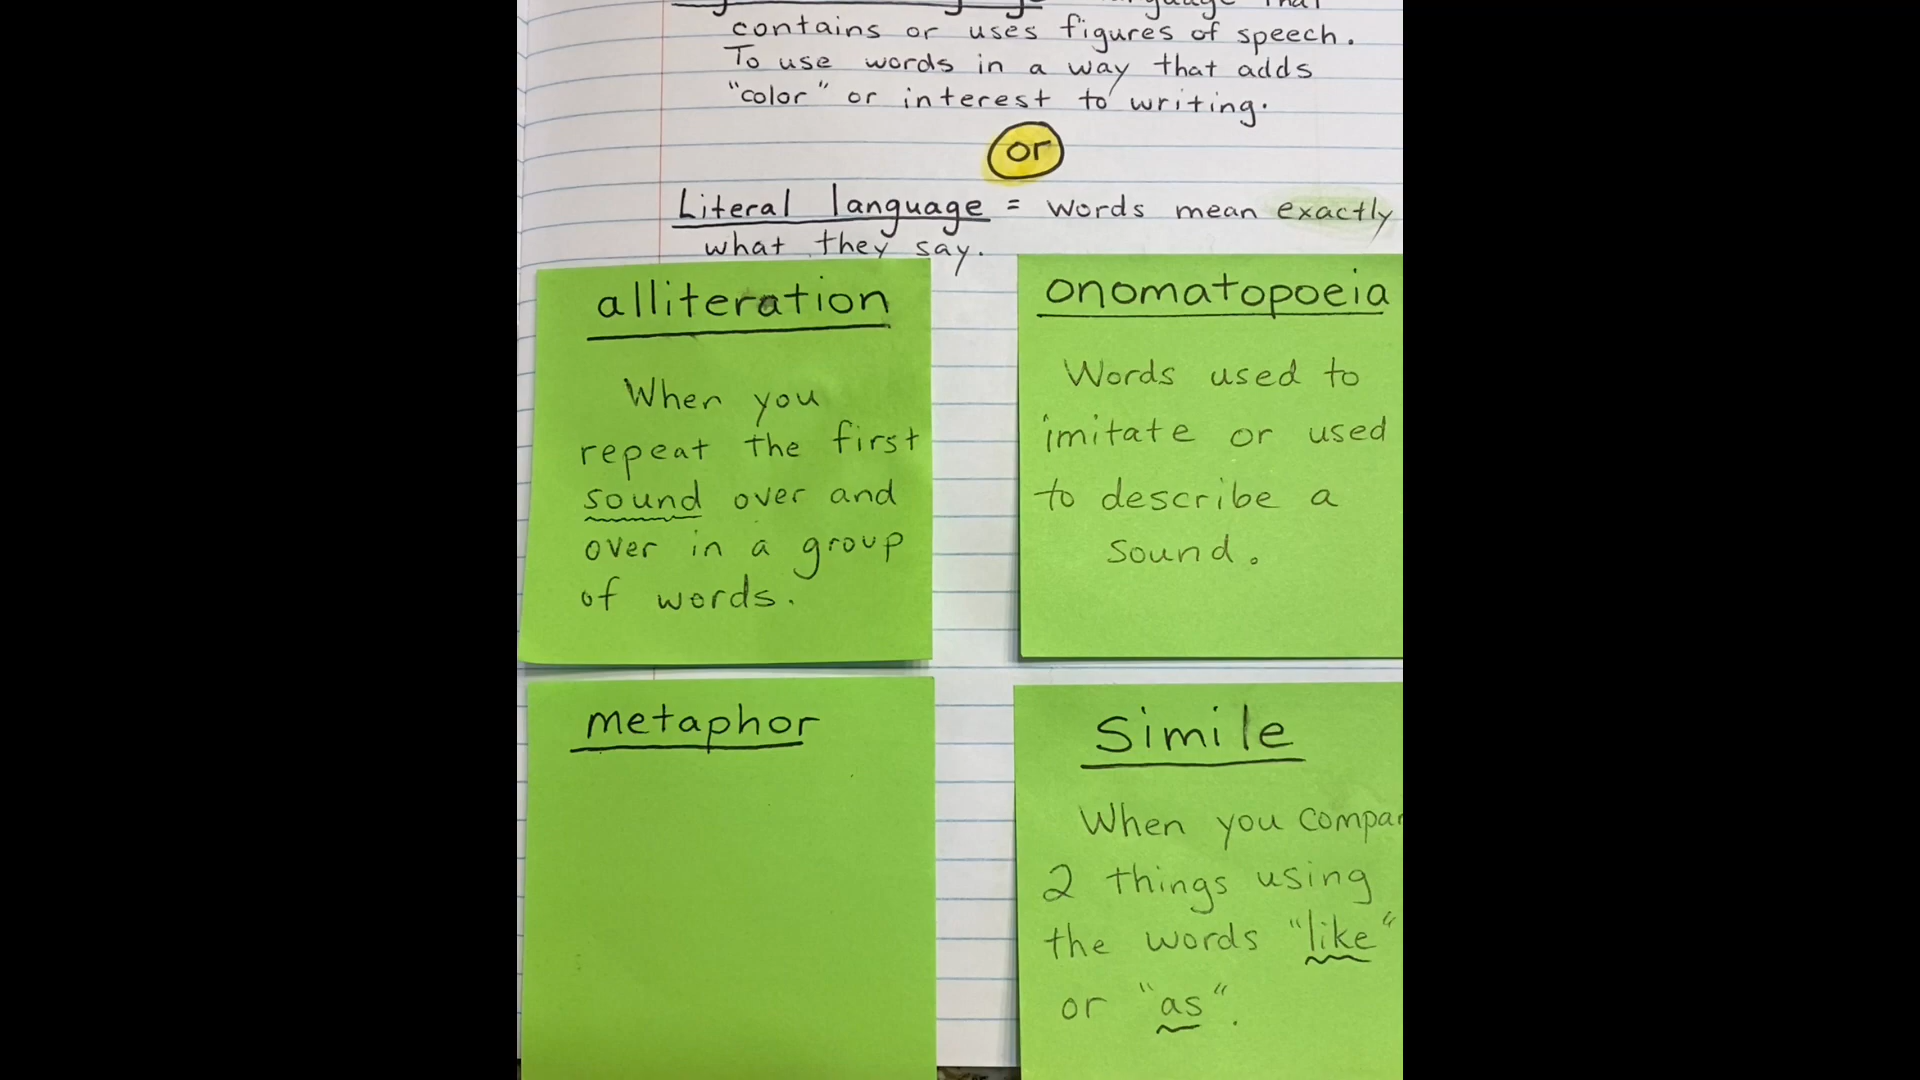 contains or uses figures of speech.
To use words in a way that adds
"color" or interest to writing.
or
Literal language = words mean exactly
what they say.
alliteration
When you
repeat the first
sound over and
over in a group
of words.
onomatopoeia
Words used to
imitate or used
to describe a
sound.
metaphor
Simile
When you
2 things using
the words "like"
or "as".